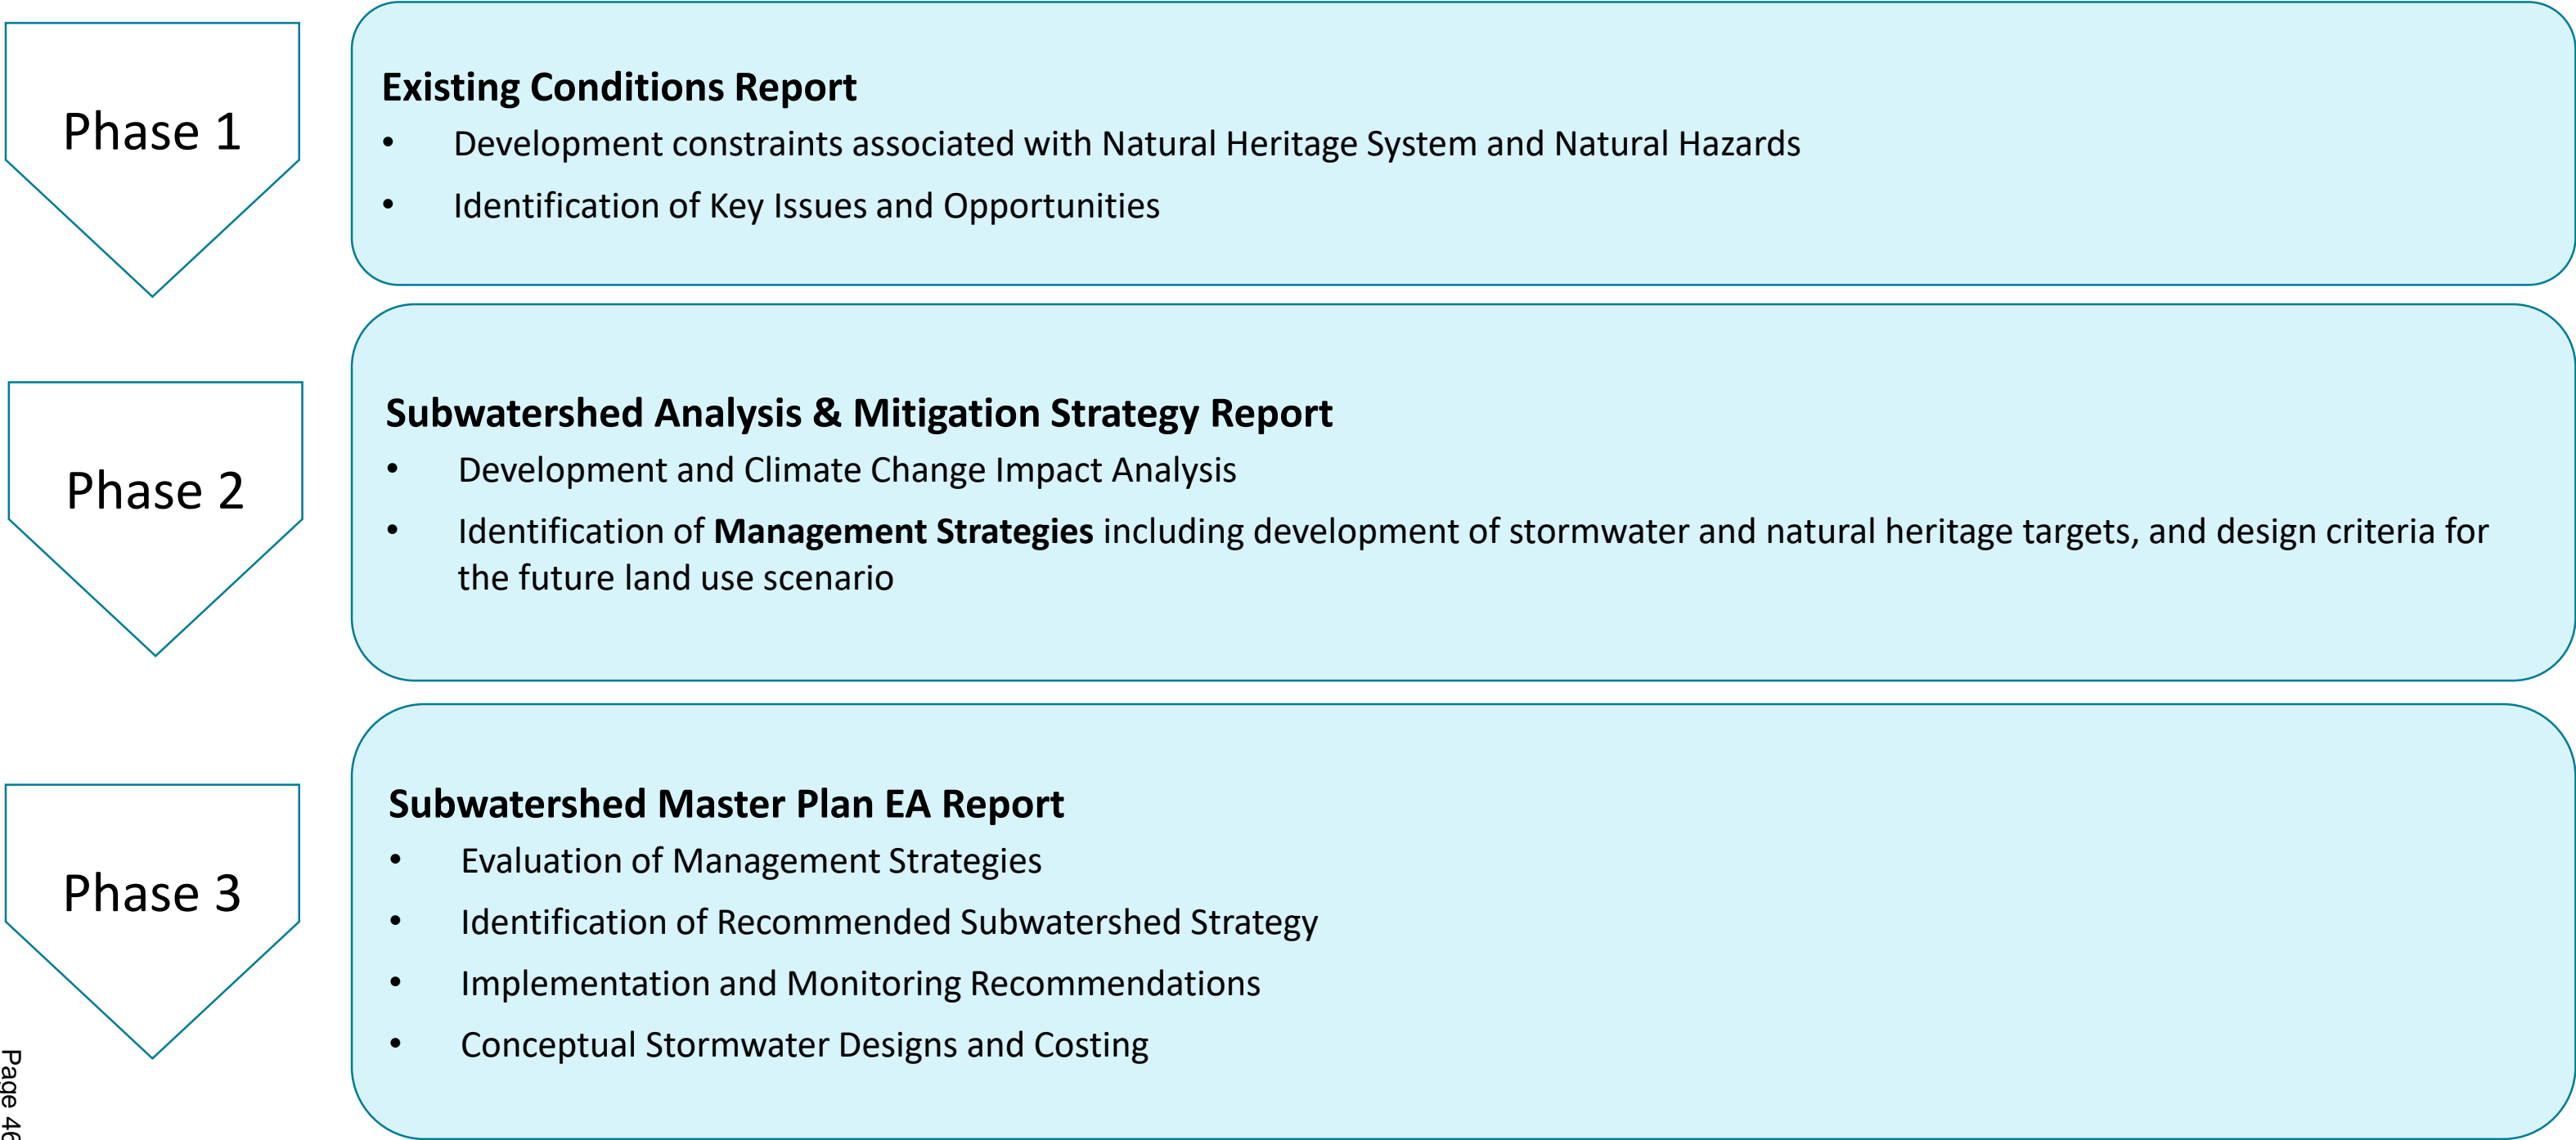 Phase 1
Existing Conditions Report
• Development constraints associated with Natural Heritage System and Natural Hazards
• Identification of Key Issues and Opportunities
Phase 2
Subwatershed Analysis & Mitigation Strategy Report
• Development and Climate Change Impact Analysis
• Identification of Management Strategies including development of stormwater and natural heritage targets, and design criteria for
the future land use scenario
Phase 3
Subwatershed Master Plan EA Report
• Evaluation of Management Strategies
• Identification of Recommended Subwatershed Strategy
• Implementation and Monitoring Recommendations
• Conceptual Stormwater Designs and Costing
Page 46